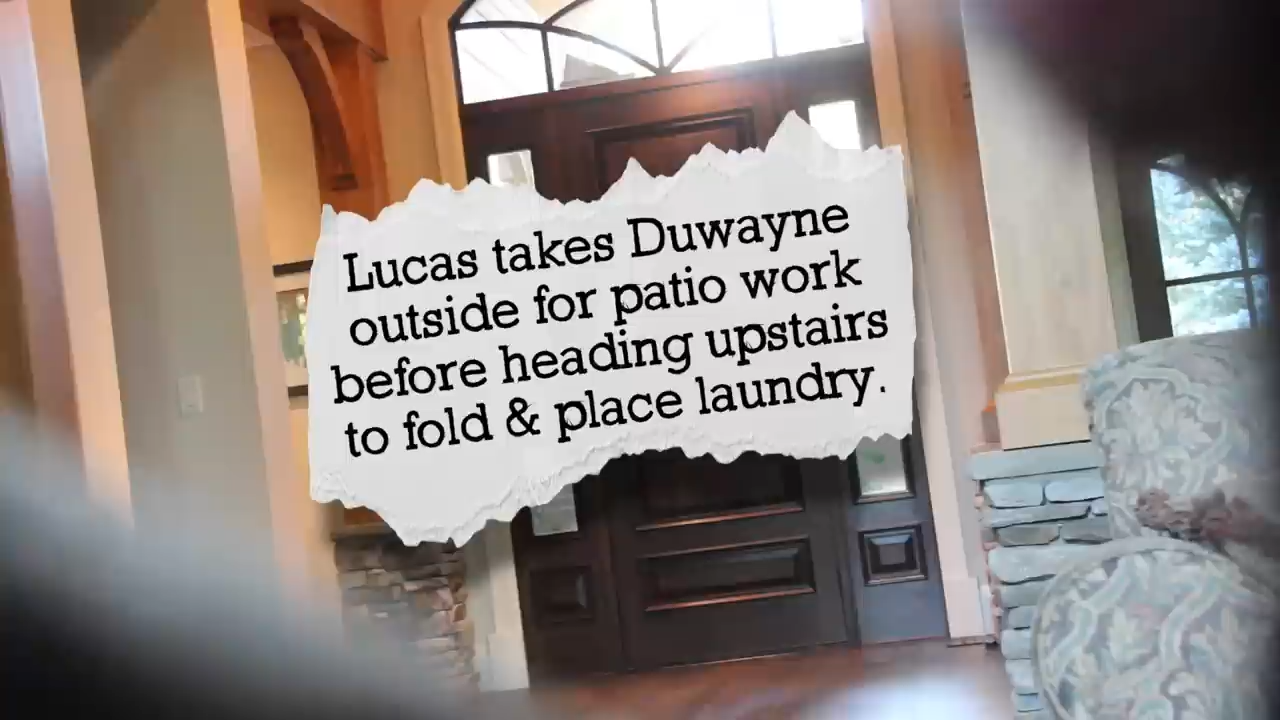 Lucas takes Duwayne
outside for patio work
before heading upstairs
to fold & place laundry.